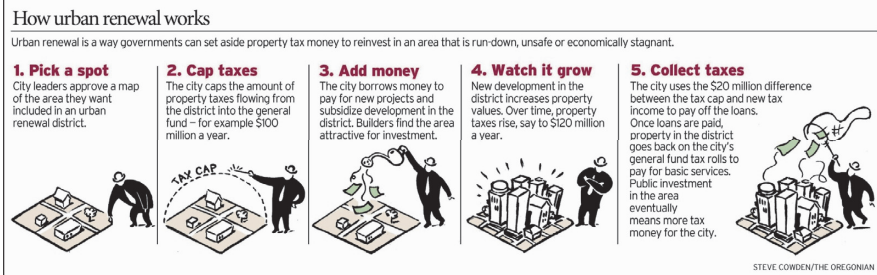 How urban renewal works
Urban renewal is a way governments can set aside property tax money to reinvest in an area that is run-down, unsafe or economically stagnant.
1. Pick a spot
City leaders approve a map
of the area they want
included in an urban
renewal district.
2. Cap taxes
The city caps the amount of
property taxes flowing from
the district into the general
fund – for example $100
million a year.
TAX CAP
3. Add money
The city borrows money to
pay for new projects and
subsidize development in the
district. Builders find the area
attractive for investment.
4. Watch it grow
New development in the
district increases property
values. Over time, property
taxes rise, say to $120 million
a year.
5. Collect taxes
The city uses the $20 million difference
between the tax cap and new tax
income to pay off the loans.
Once loans are paid,
property in the district
goes back on the city's
general fund tax rolls to
pay for basic services.
Public investment
in the area
eventually
means more tax
money for the city.
STEVE COWDEN/THE OREGONIAN